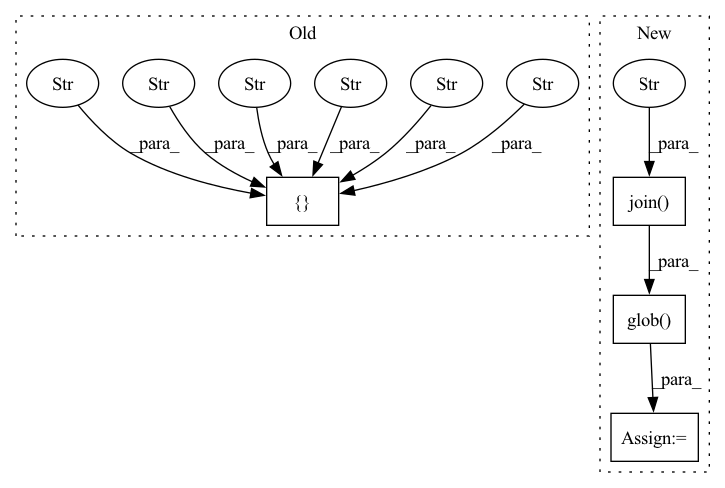 Old
New
Str Str Str Str Str Str Str
_para_ _para_ _para_ _para_ _para_ _para_ _para_
{} join()
_para_
glob()
_para_
Assign:=